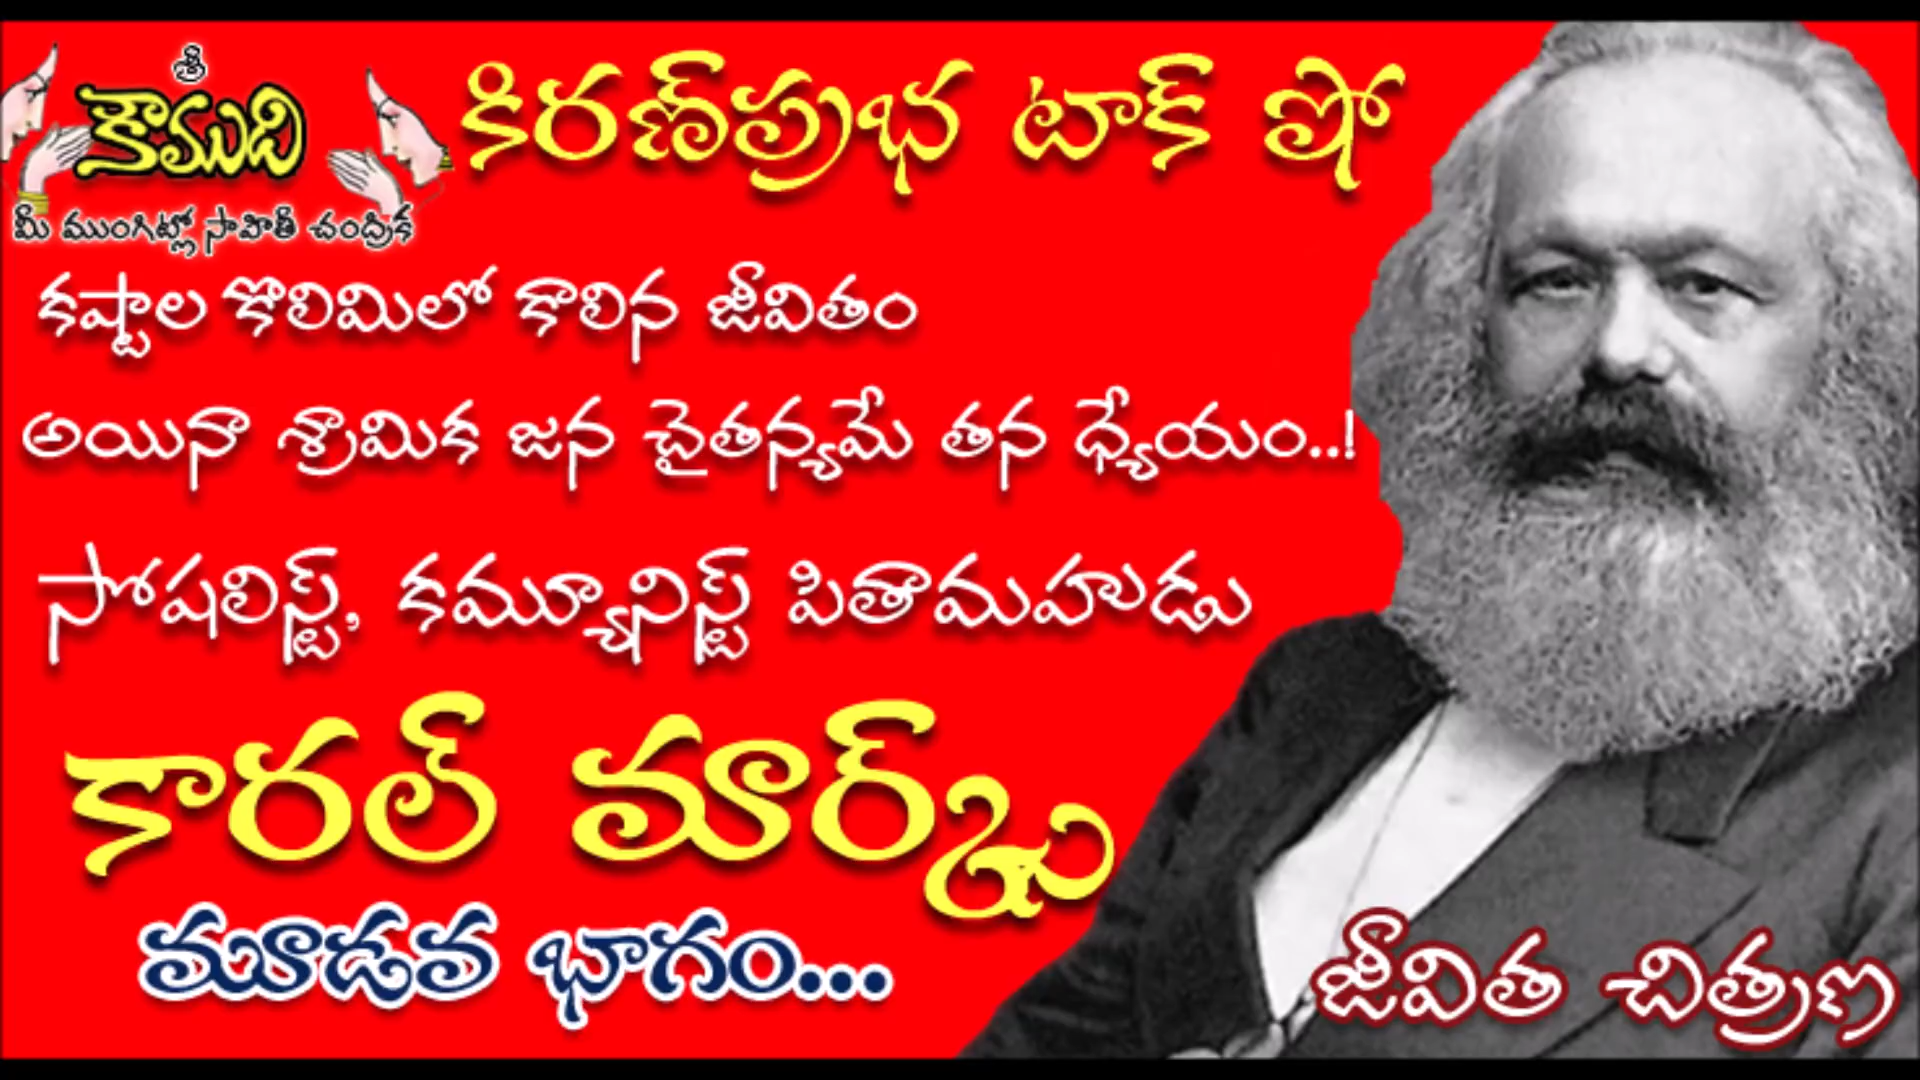 శ్రీ
కౌముది
మీ ముంగిట్లో సాహితీ చంద్రిక
కిరణ్‌ప్రభ టాక్ షో
కష్టాల కొలిమిలో కాలిన జీవితం
అయినా శ్రామిక జన చైతన్యమే తన ధ్యేయం..!
సోషలిస్ట్, కమ్యూనిస్ట్ పితామహుడు
కారల్ మార్క్సు
మూడవ భాగం...
జీవిత చిత్రణ